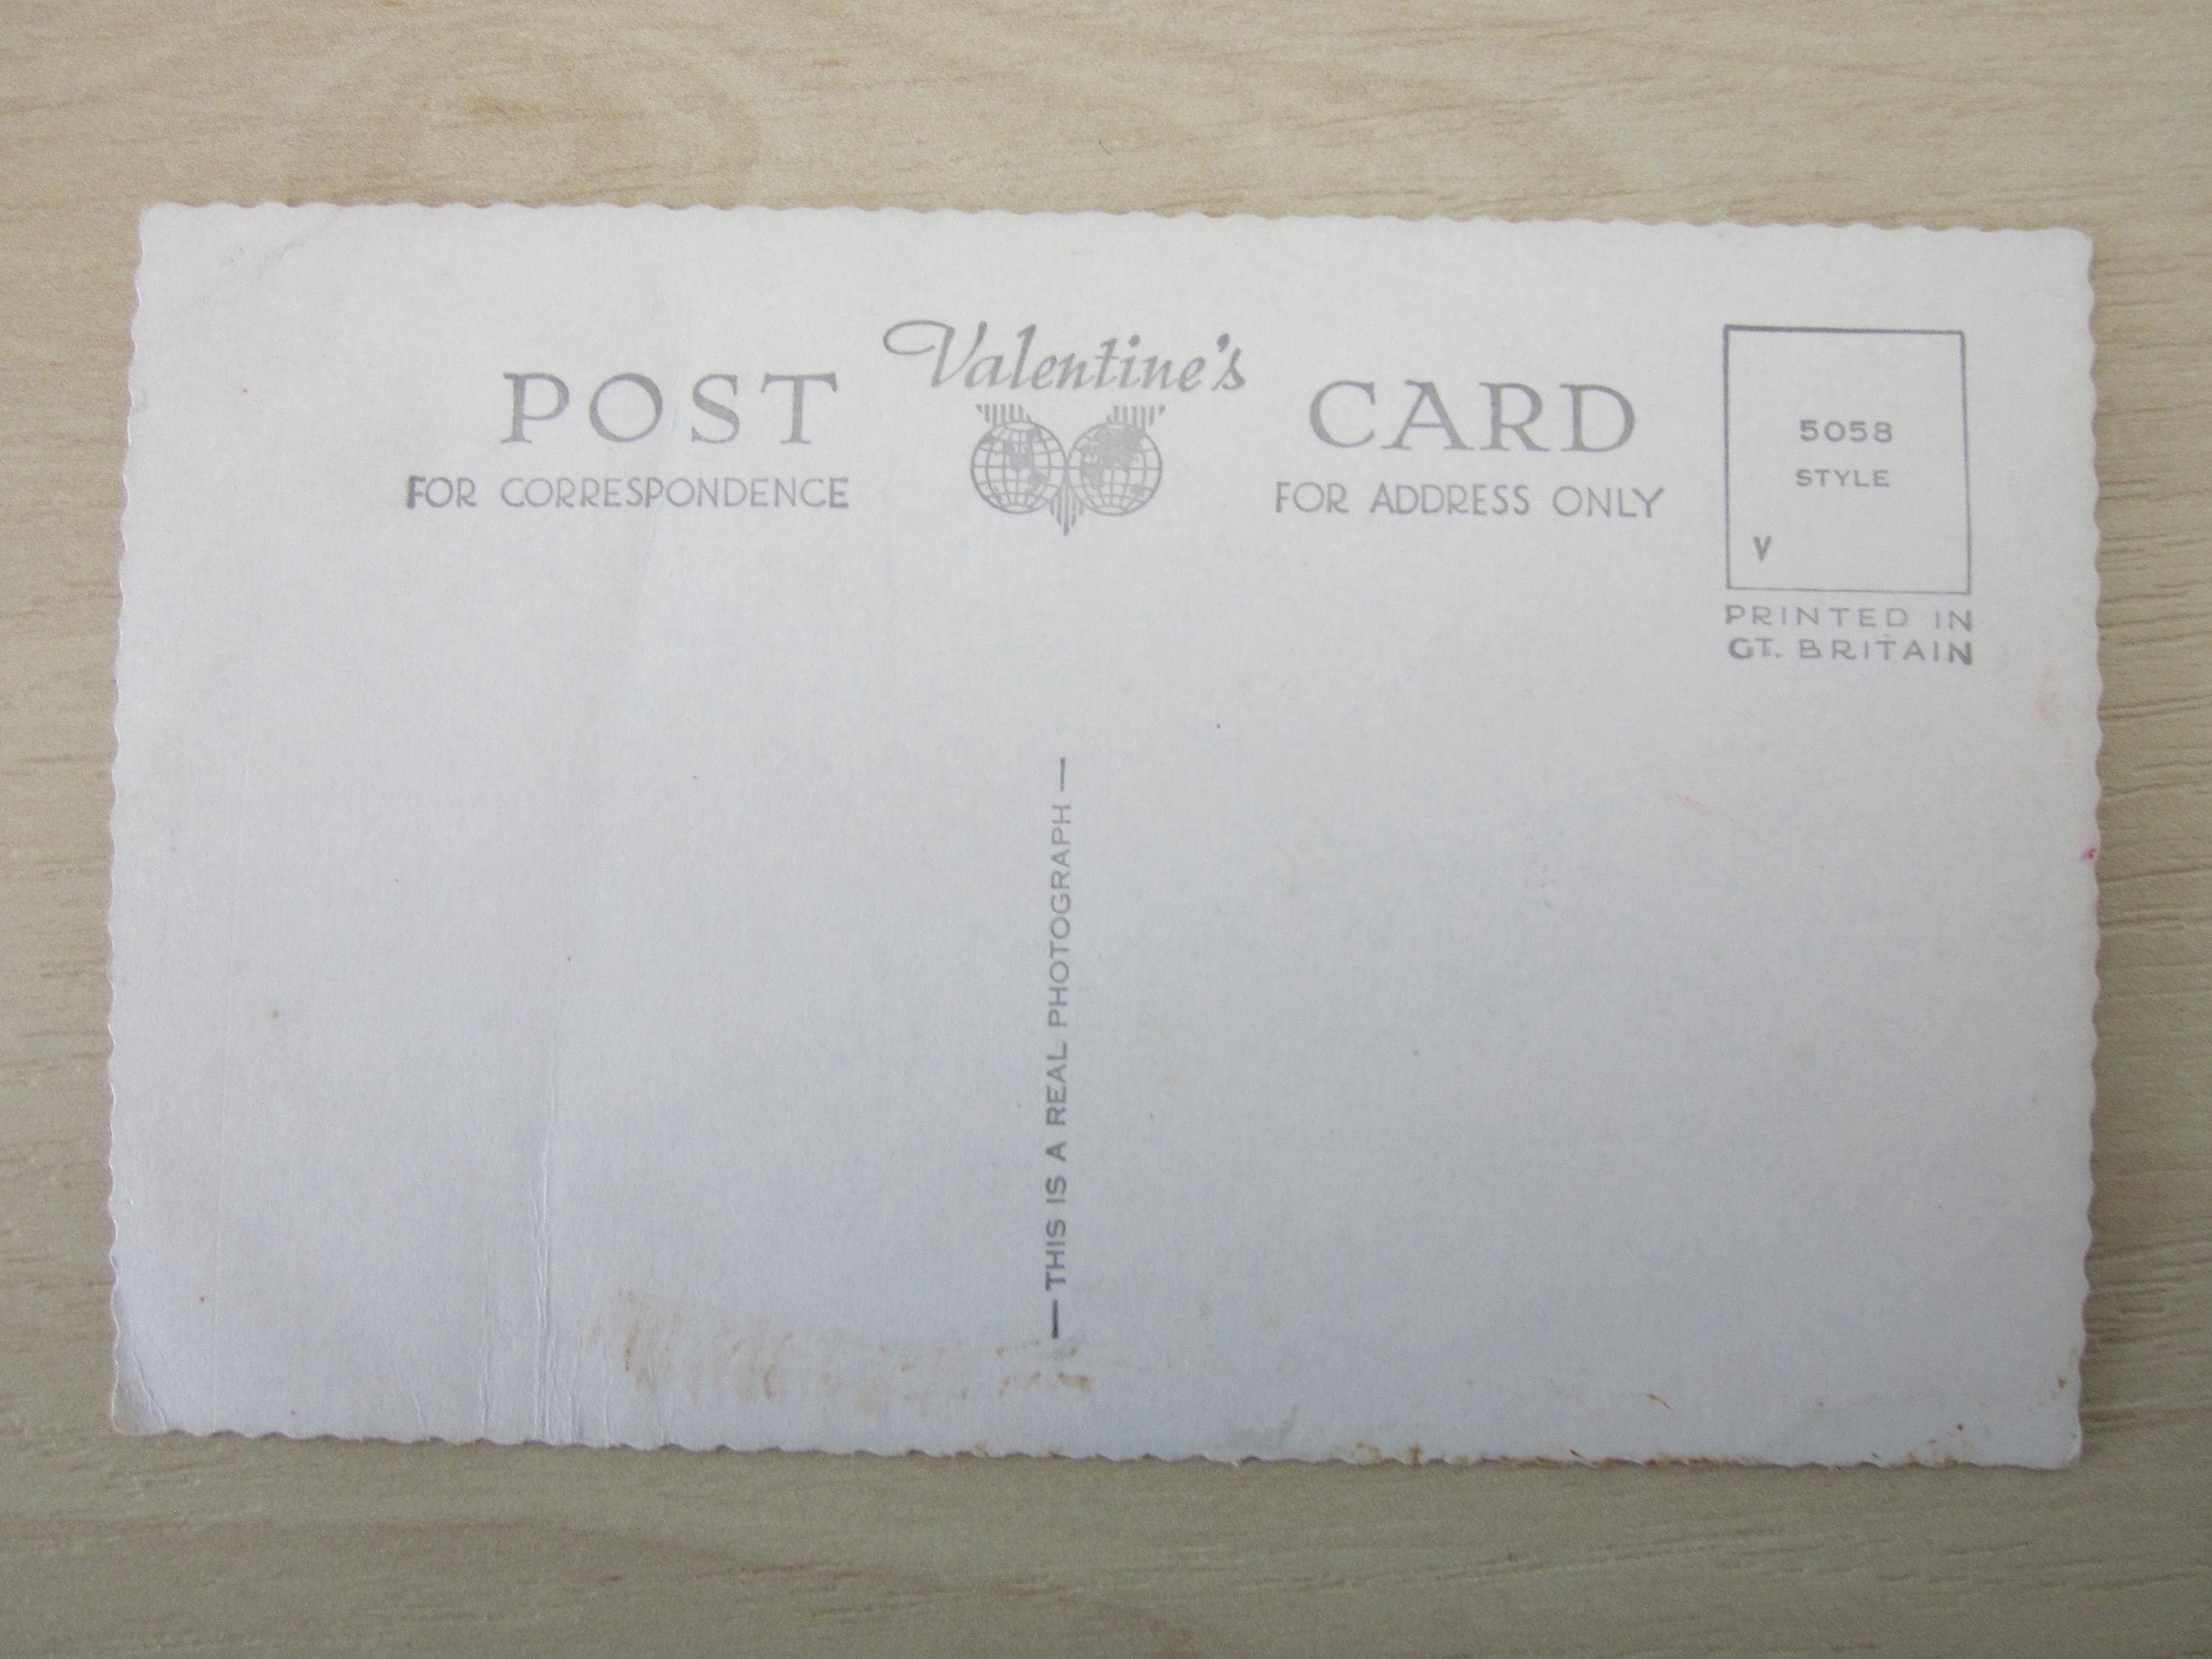 Valentine's
POST CARD
FOR CORRESPONDENCE
FOR ADDRESS ONLY
5058
STYLE
V
PRINTED IN
GT. BRITAIN
— THIS IS A REAL PHOTOGRAPH —